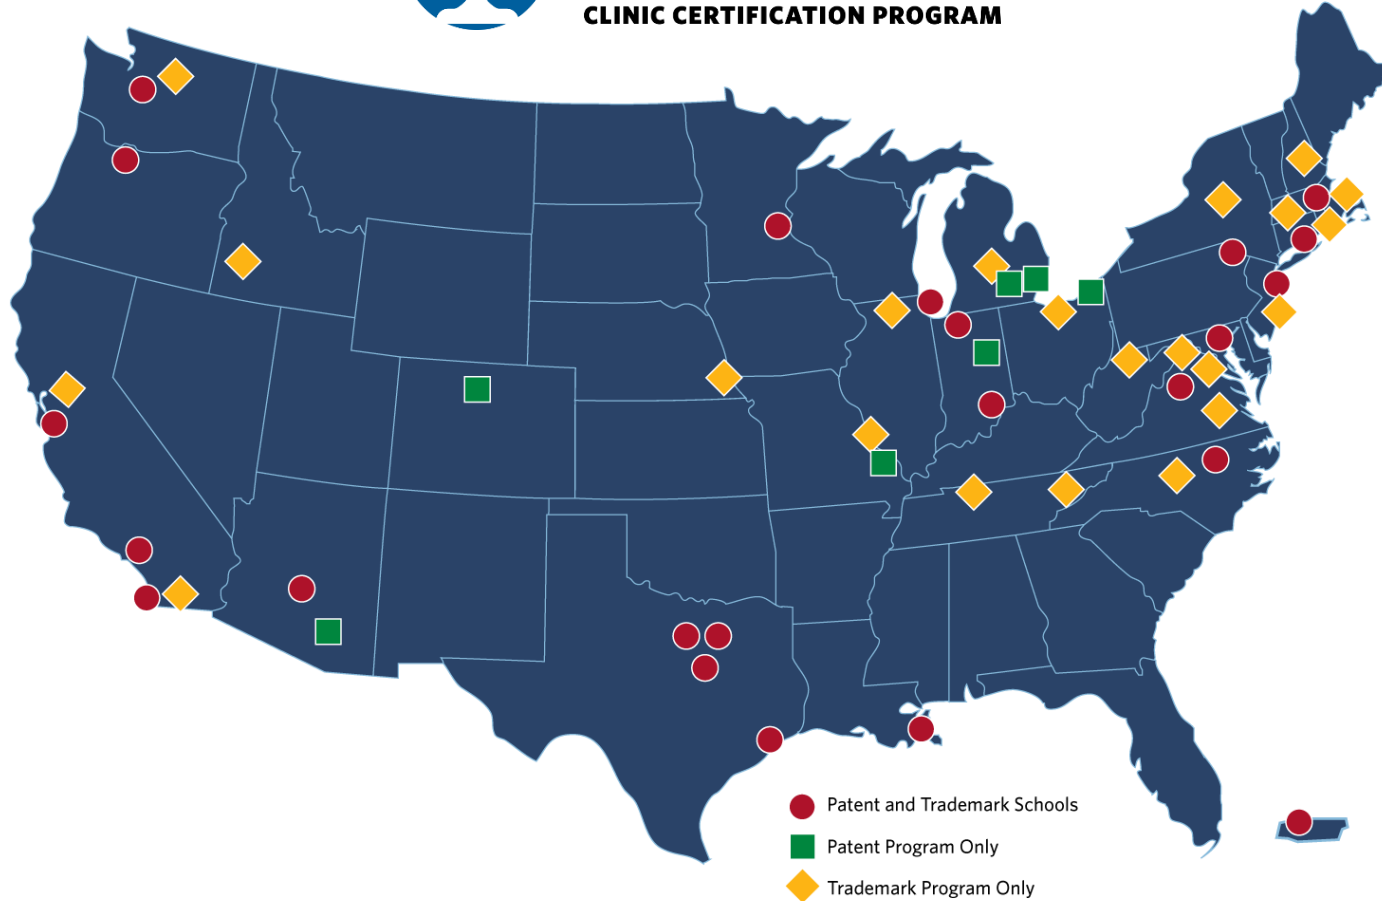 CLINIC CERTIFICATION PROGRAM
Patent and Trademark Schools
Patent Program Only
Trademark Program Only